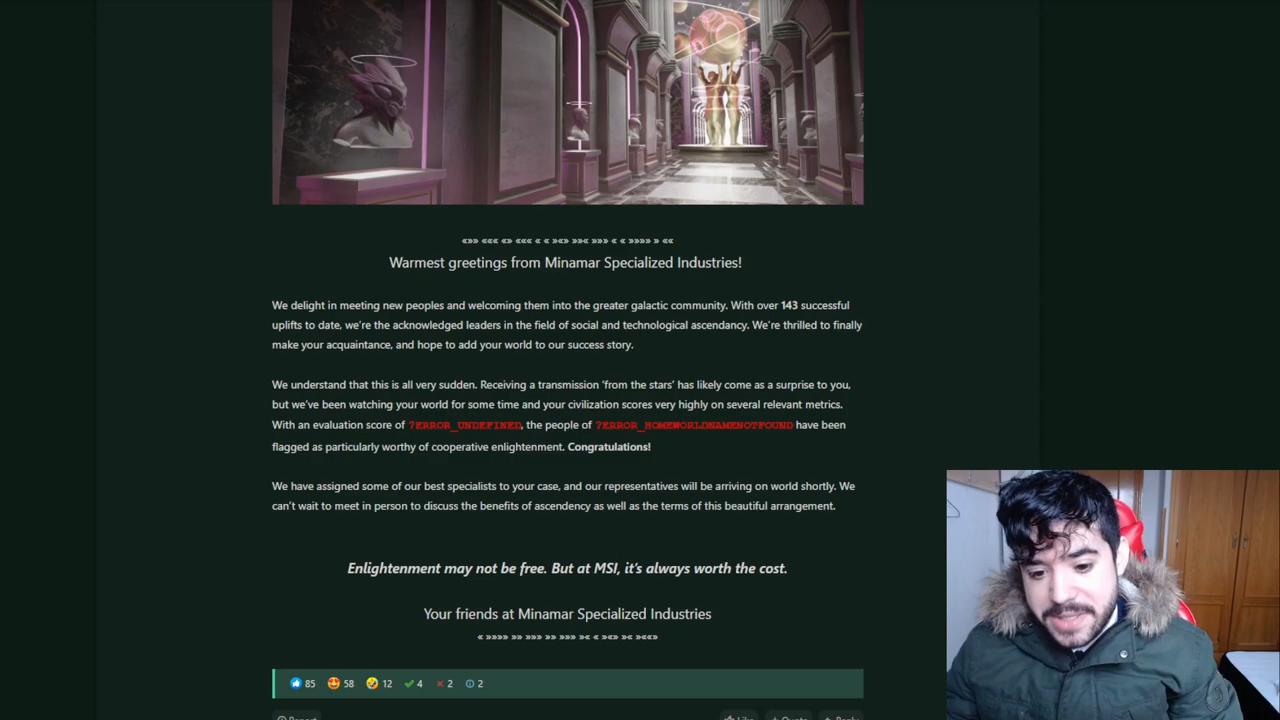 «»» ««« «» ««« « « »«» »»« »»» « « »»»» » ««
Warmest greetings from Minamar Specialized Industries!
We delight in meeting new peoples and welcoming them into the greater galactic community. With over 143 successful
uplifts to date, we're the acknowledged leaders in the field of social and technological ascendancy. We're thrilled to finally
make your acquaintance, and hope to add your world to our success story.
We understand that this is all very sudden. Receiving a transmission ‘from the stars’ has likely come as a surprise to you,
but we've been watching your world for some time and your civilization scores very highly on several relevant metrics.
With an evaluation score of ?ERROR_UNDEFINED, the people of ?ERROR_HOMEWORLDNAMENOTFOUND have been
flagged as particularly worthy of cooperative enlightenment. Congratulations!
We have assigned some of our best specialists to your case, and our representatives will be arriving on world shortly. We
can't wait to meet in person to discuss the benefits of ascendency as well as the terms of this beautiful arrangement.
Enlightenment may not be free. But at MSI, it's always worth the cost.
Your friends at Minamar Specialized Industries
« »»»» »» »»» »» »»» »« « »«» »« »««»
85 58 12 4 2 2
Report Like Quote Reply